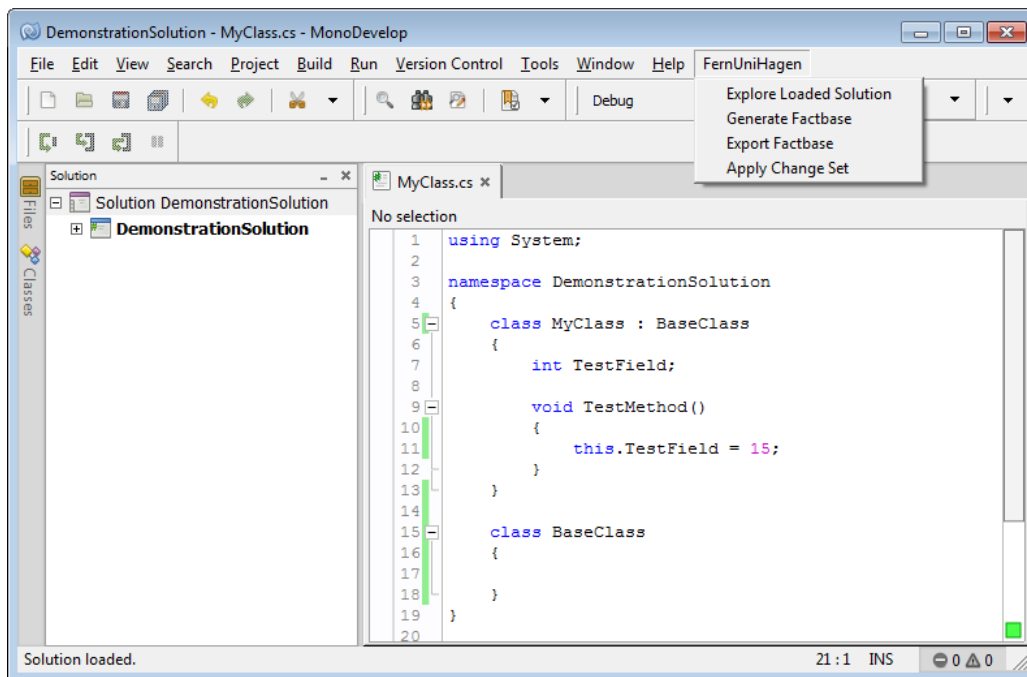 DemonstrationSolution - MyClass.cs - MonoDevelop
File Edit View Search Project Build Run Version Control Tools Window Help FernUniHagen
Debug
Explore Loaded Solution
Generate Factbase
Export Factbase
Apply Change Set
Files
Classes
Solution
Solution DemonstrationSolution
DemonstrationSolution
MyClass.cs
No selection
1 using System;
2
3 namespace DemonstrationSolution
4 {
5 class MyClass : BaseClass
6 {
7 int TestField;
8
9 void TestMethod()
10 {
11 this.TestField = 15;
12 }
13 }
14
15 class BaseClass
16 {
17
18 }
19 }
20
Solution loaded. 21 : 1 INS 0 0